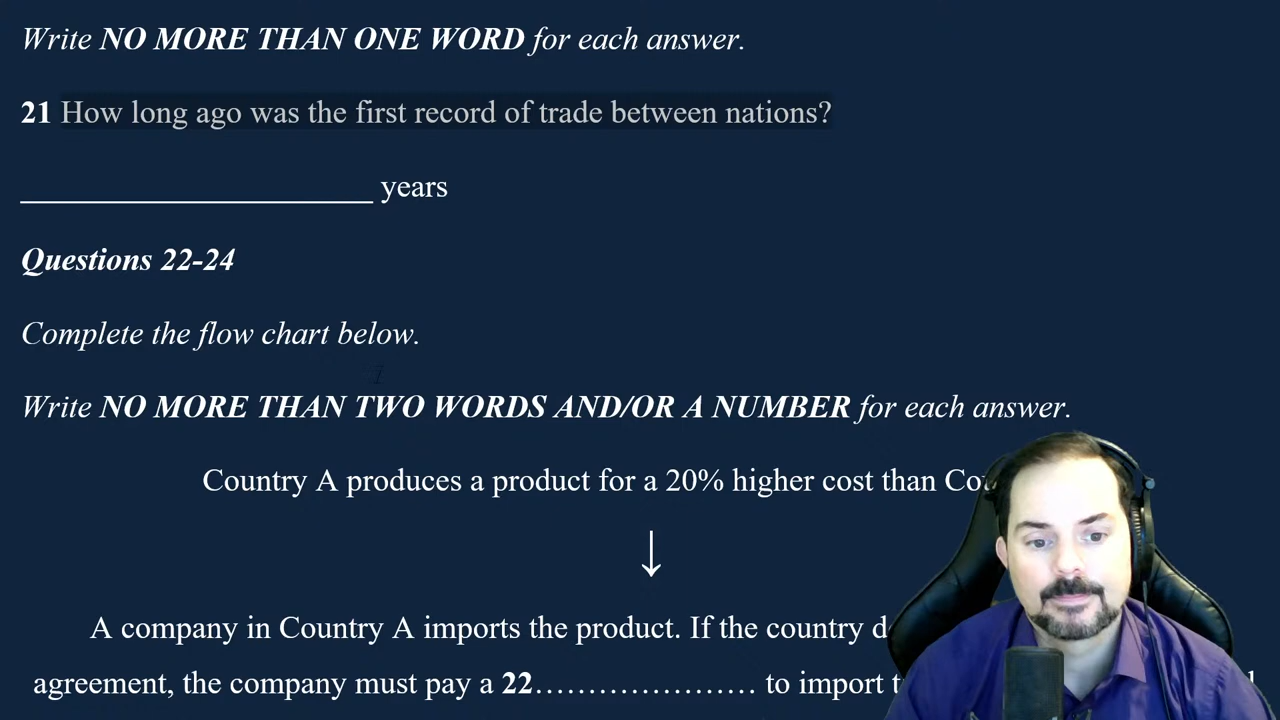 Write NO MORE THAN ONE WORD for each answer.
21 How long ago was the first record of trade between nations?
____________________ years
Questions 22-24
Complete the flow chart below.
Write NO MORE THAN TWO WORDS AND/OR A NUMBER for each answer.
Country A produces a product for a 20% higher cost than
↓
A company in Country A imports the product. If the country
agreement, the company must pay a 22………………… to import